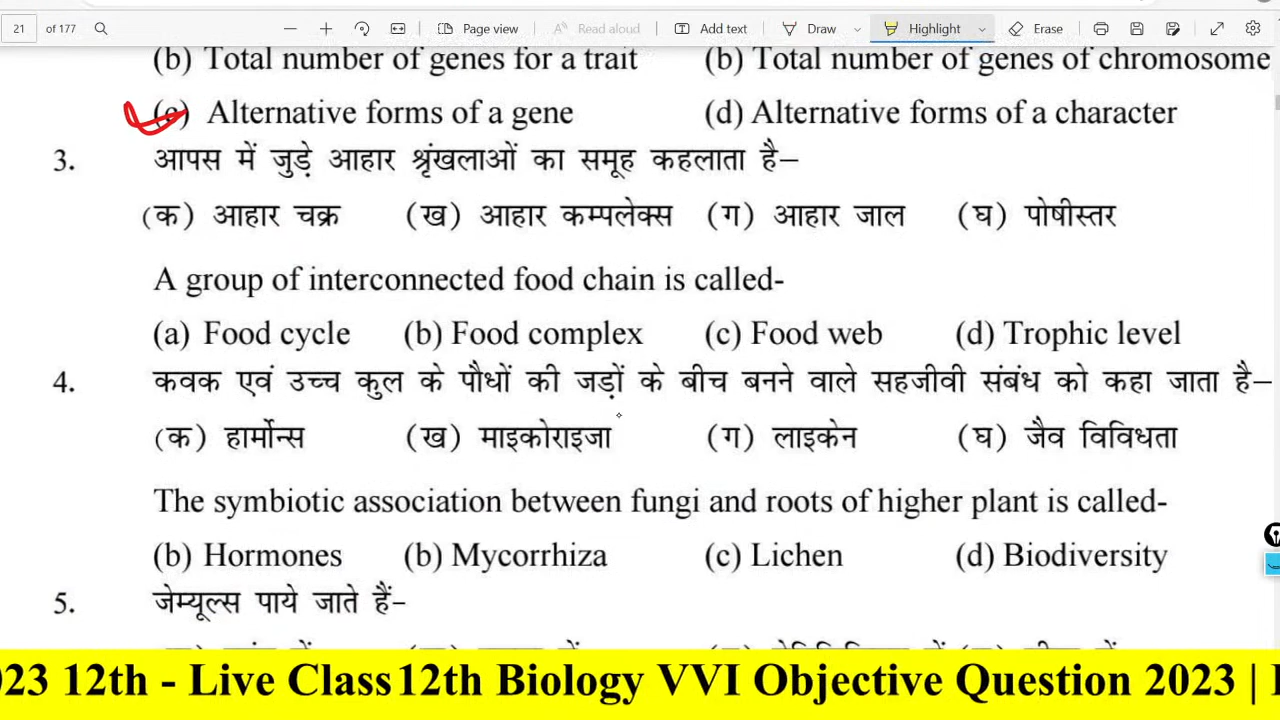 21 of 177 Page view Read aloud Add text Draw Highlight Erase
(b) Total number of genes for a trait (b) Total number of genes of chromosome
(c) Alternative forms of a gene (d) Alternative forms of a character
3. आपस में जुड़े आहार श्रृंखलाओं का समूह कहलाता है–
(क) आहार चक्र (ख) आहार कम्पलेक्स (ग) आहार जाल (घ) पोषीस्तर
A group of interconnected food chain is called-
(a) Food cycle (b) Food complex (c) Food web (d) Trophic level
4. कवक एवं उच्च कुल के पौधों की जड़ों के बीच बनने वाले सहजीवी संबंध को कहा जाता है–
(क) हार्मोन्स (ख) माइकोराइजा (ग) लाइकेन (घ) जैव विविधता
The symbiotic association between fungi and roots of higher plant is called-
(b) Hormones (b) Mycorrhiza (c) Lichen (d) Biodiversity
5. जेम्यूल्स पाये जाते हैं-
023 12th - Live Class 12th Biology VVI Objective Question 2023 |